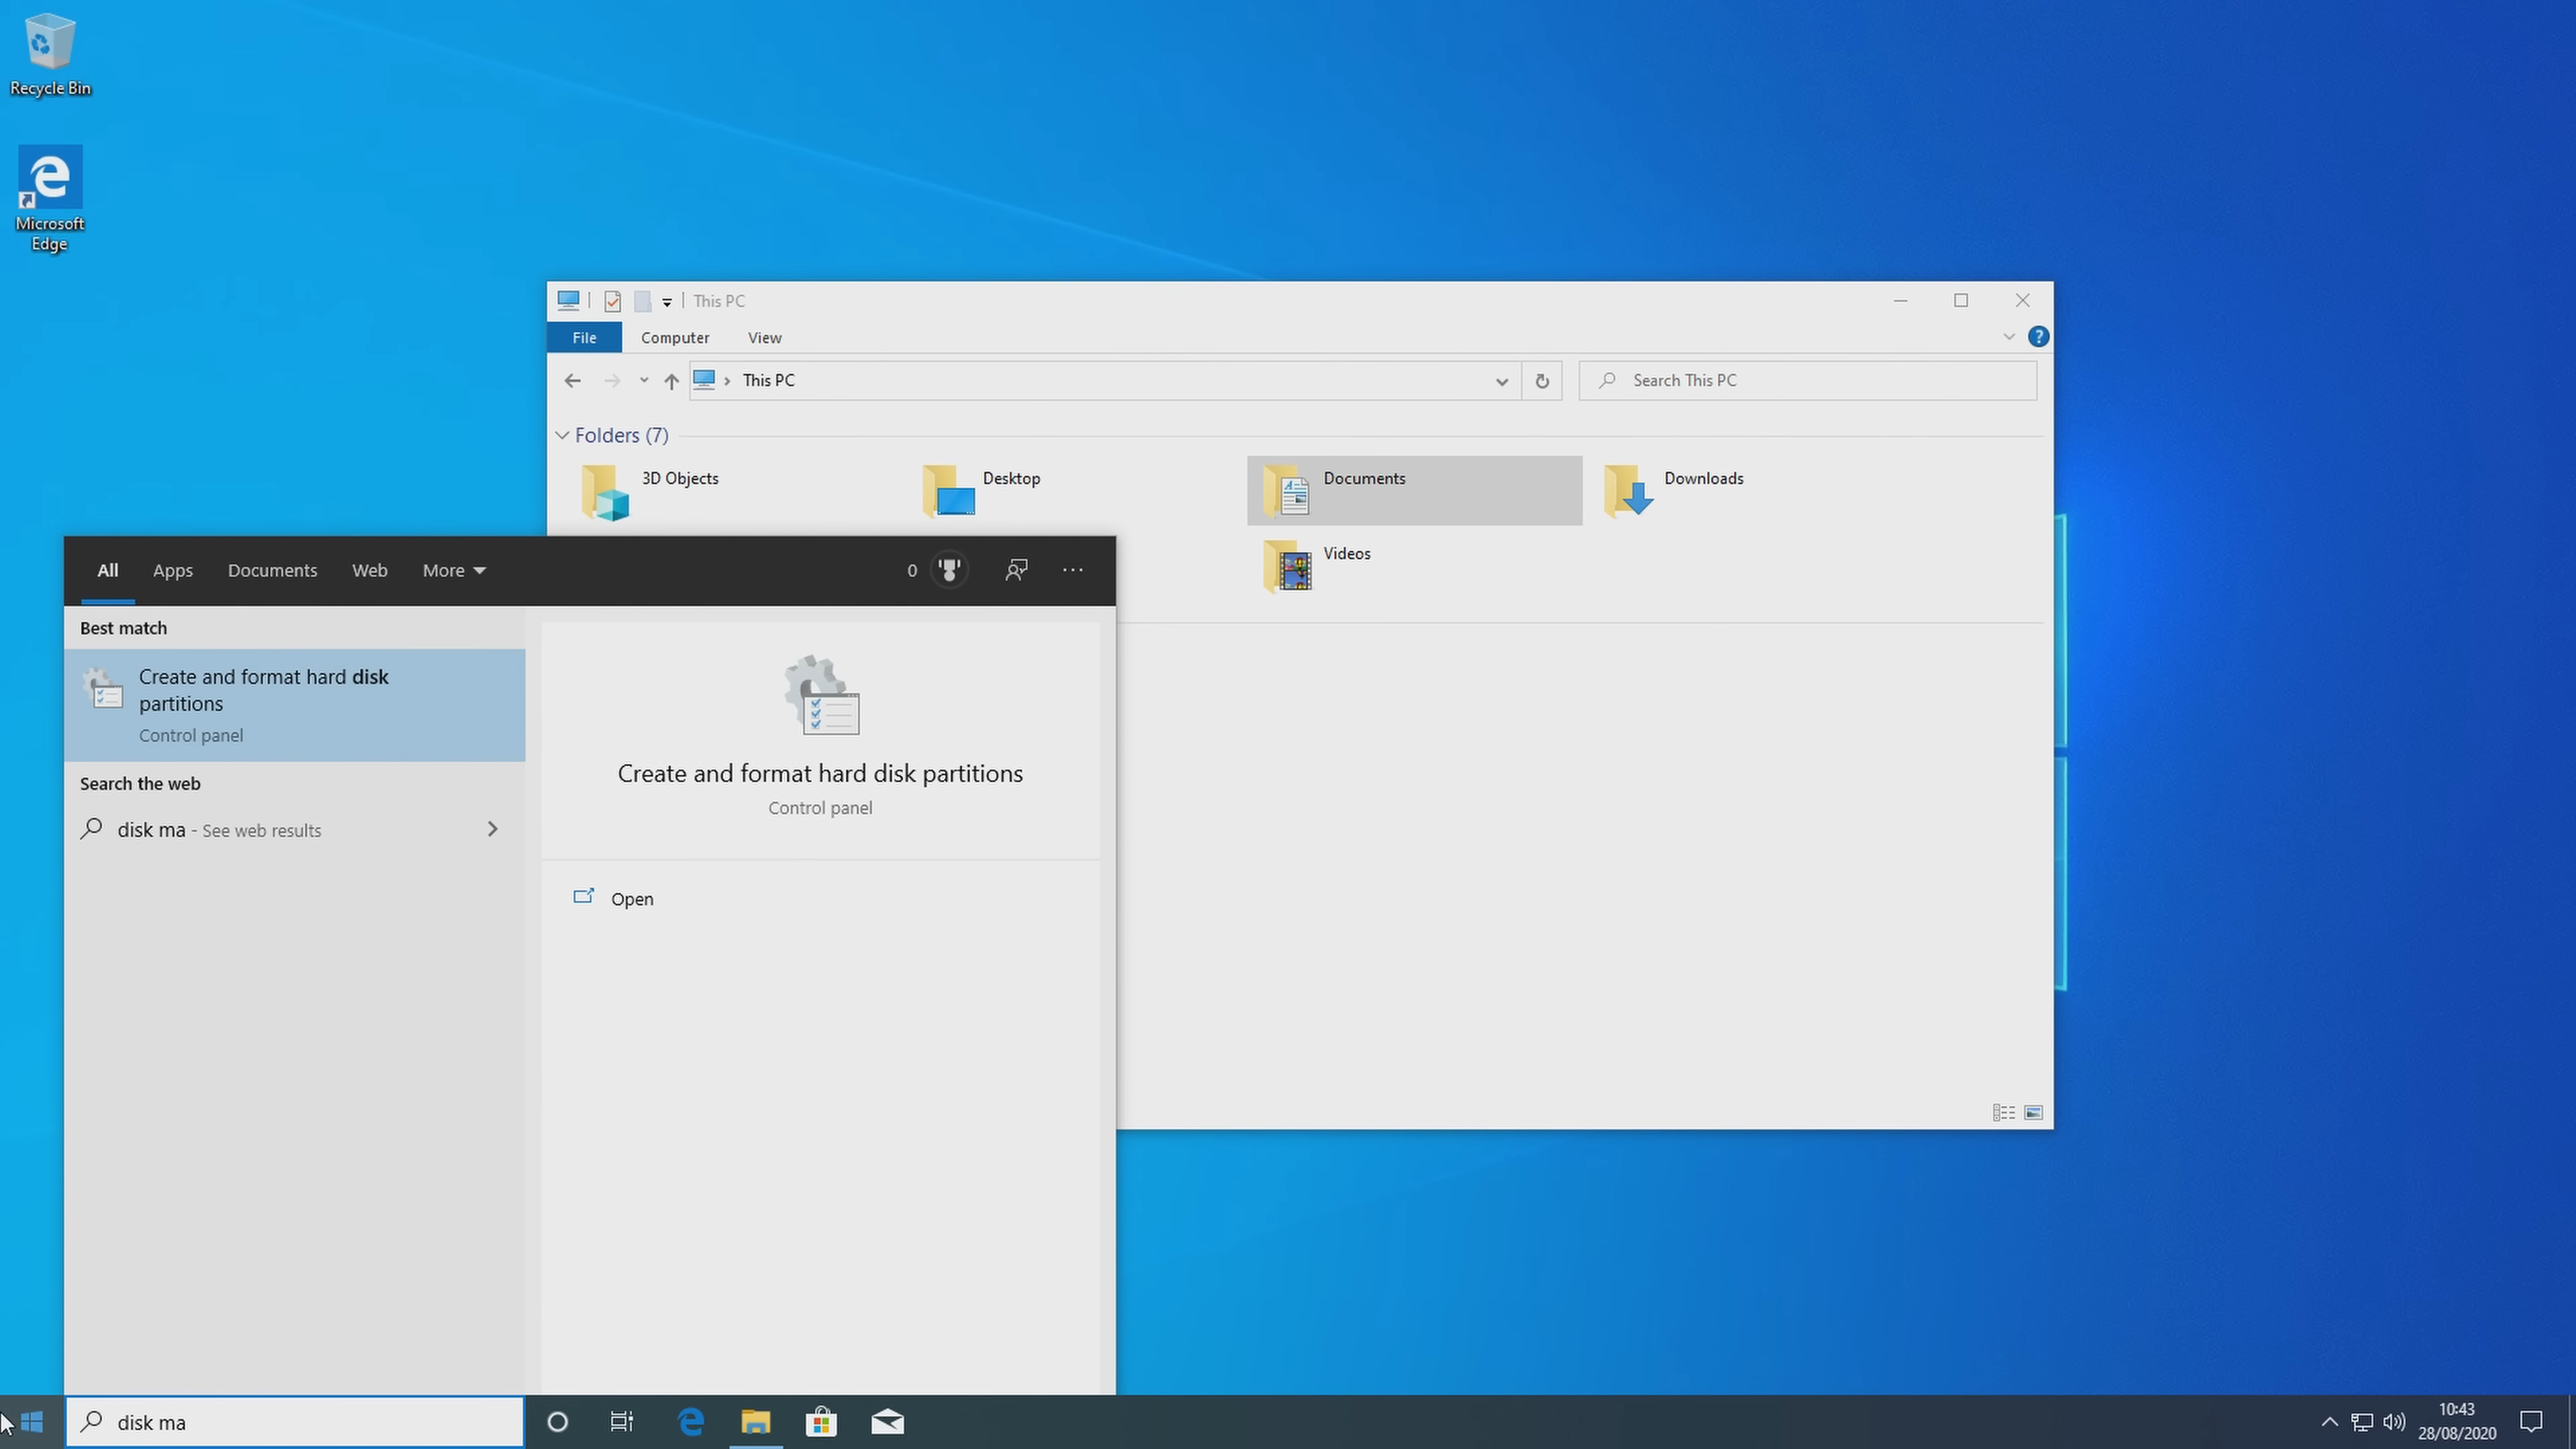 Recycle Bin
Microsoft
Edge
This PC
File Computer View
This PC
Search This PC
Folders (7)
3D Objects
Desktop
Documents
Downloads
Videos
All Apps Documents Web More
0
Best match
Create and format hard disk
partitions
Control panel
Search the web
disk ma - See web results
Create and format hard disk partitions
Control panel
Open
disk ma
10:43
28/08/2020